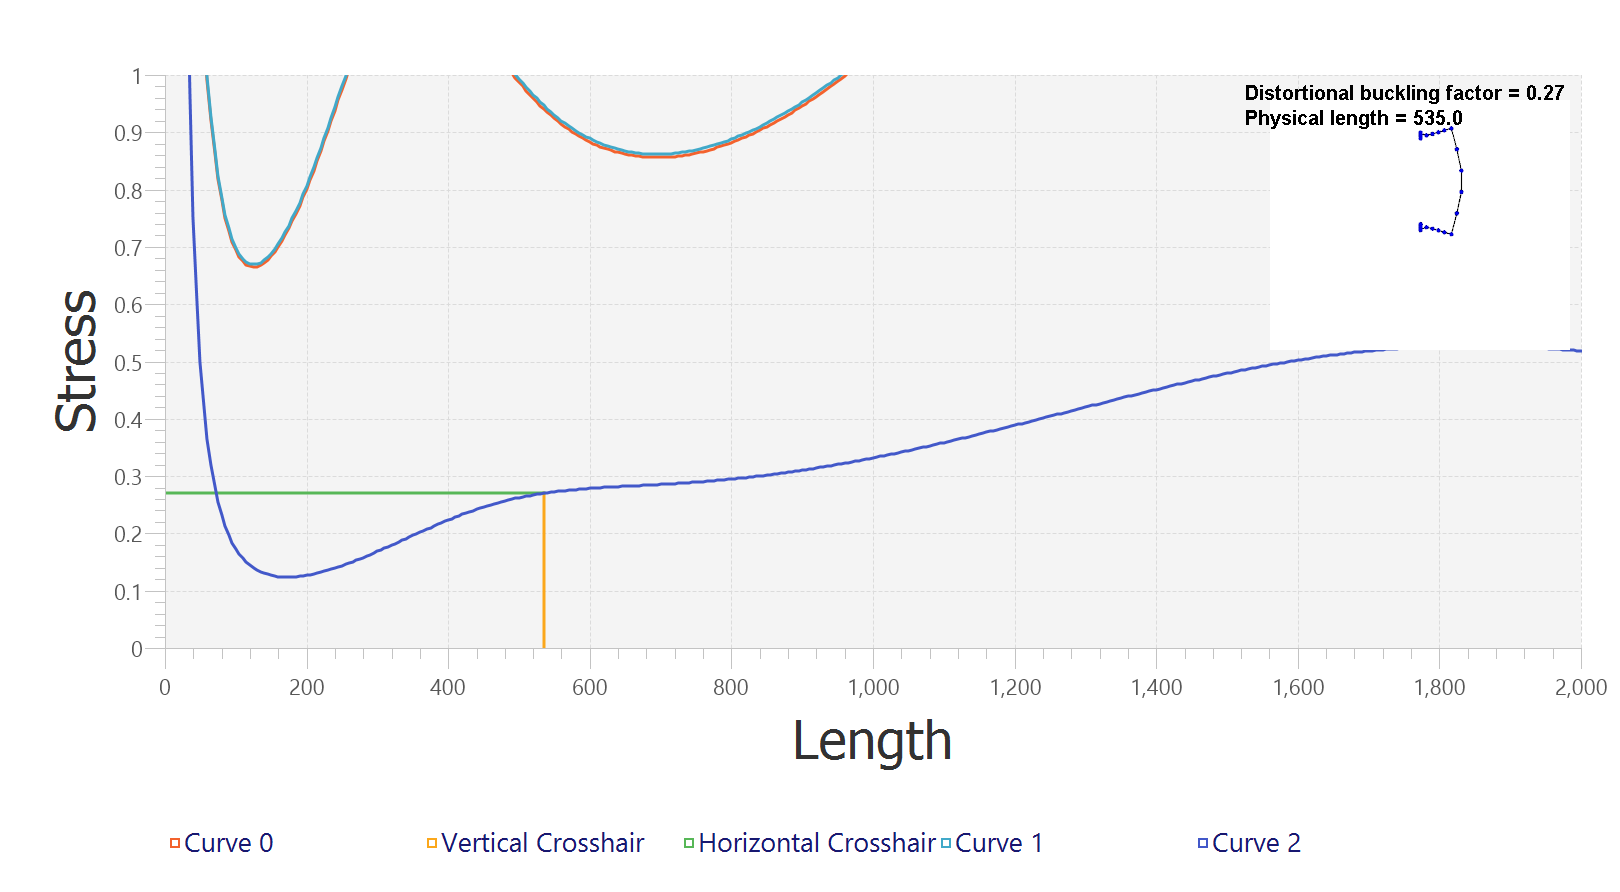 Distortional buckling factor = 0.27
Physical length = 535.0
Stress
1
0.9
0.8
0.7
0.6
0.5
0.4
0.3
0.2
0.1
0
0 200 400 600 800 1,000 1,200 1,400 1,600 1,800 2,000
Length
Curve 0 Vertical Crosshair Horizontal Crosshair Curve 1 Curve 2